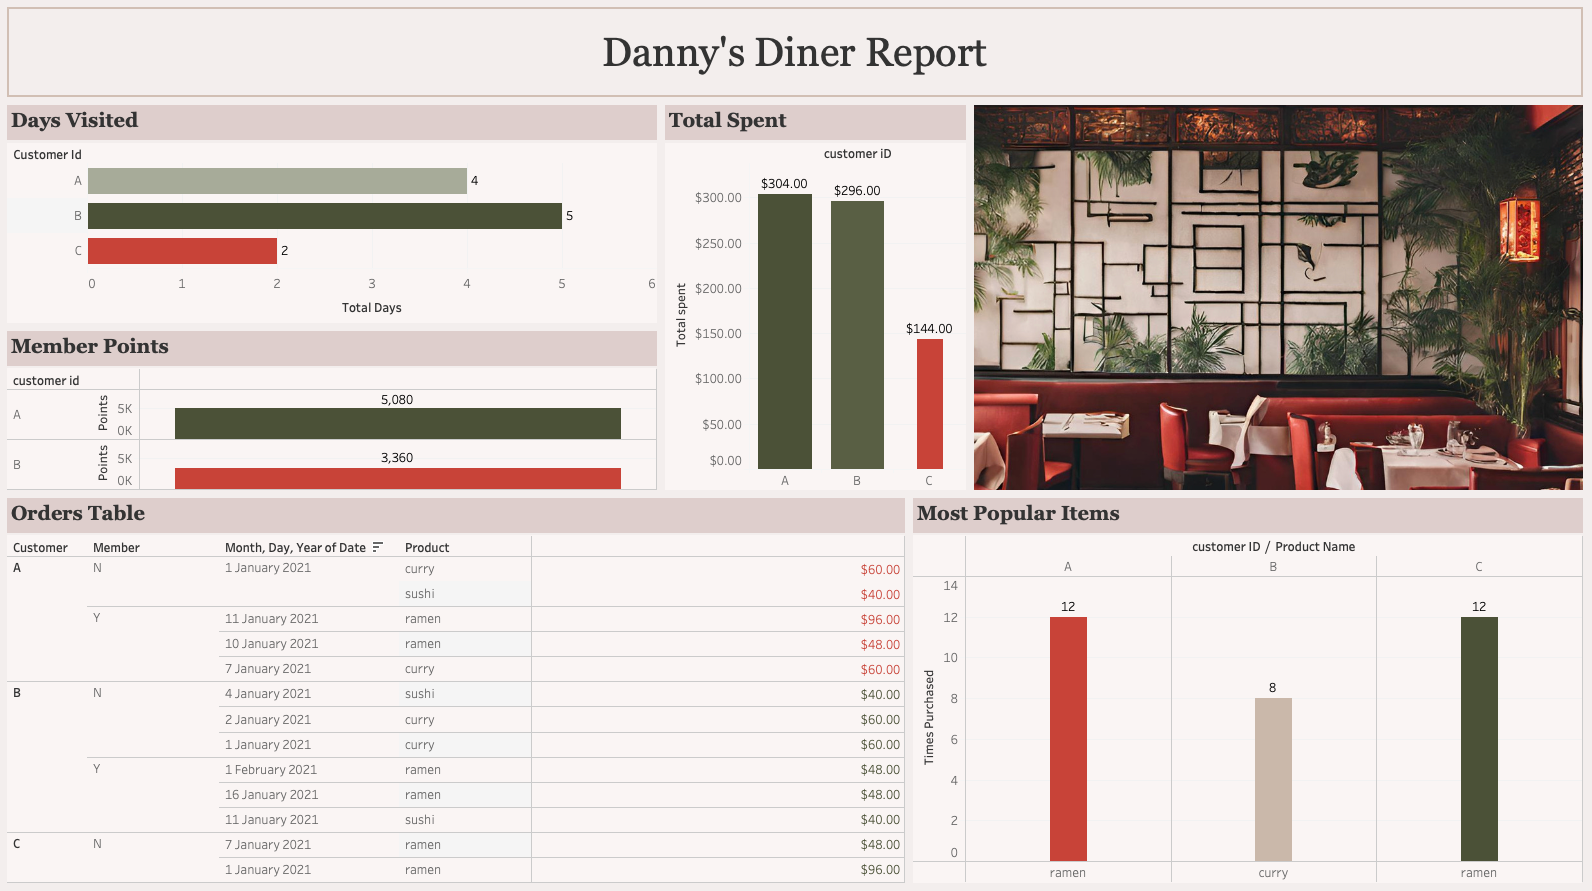 Danny's Diner Report
Days Visited
Customer Id
A 4
B 5
C 2
0 1 2 3 4 5 6
Total Days
Member Points
customer id
A Points 5K 0K 5,080
B Points 5K 0K 3,360
Total Spent
customer iD
$304.00 $296.00 $144.00
$300.00
$250.00
$200.00
$150.00
$100.00
$50.00
$0.00
Total spent
A B C
Orders Table
Customer Member Month, Day, Year of Date Product
A N 1 January 2021 curry $60.00
sushi $40.00
Y 11 January 2021 ramen $96.00
10 January 2021 ramen $48.00
7 January 2021 curry $60.00
B N 4 January 2021 sushi $40.00
2 January 2021 curry $60.00
1 January 2021 curry $60.00
Y 1 February 2021 ramen $48.00
16 January 2021 ramen $48.00
11 January 2021 sushi $40.00
C N 7 January 2021 ramen $48.00
1 January 2021 ramen $96.00
Most Popular Items
customer ID / Product Name
A B C
14
12
10
8
6
4
2
0
Times Purchased
12 8 12
ramen curry ramen